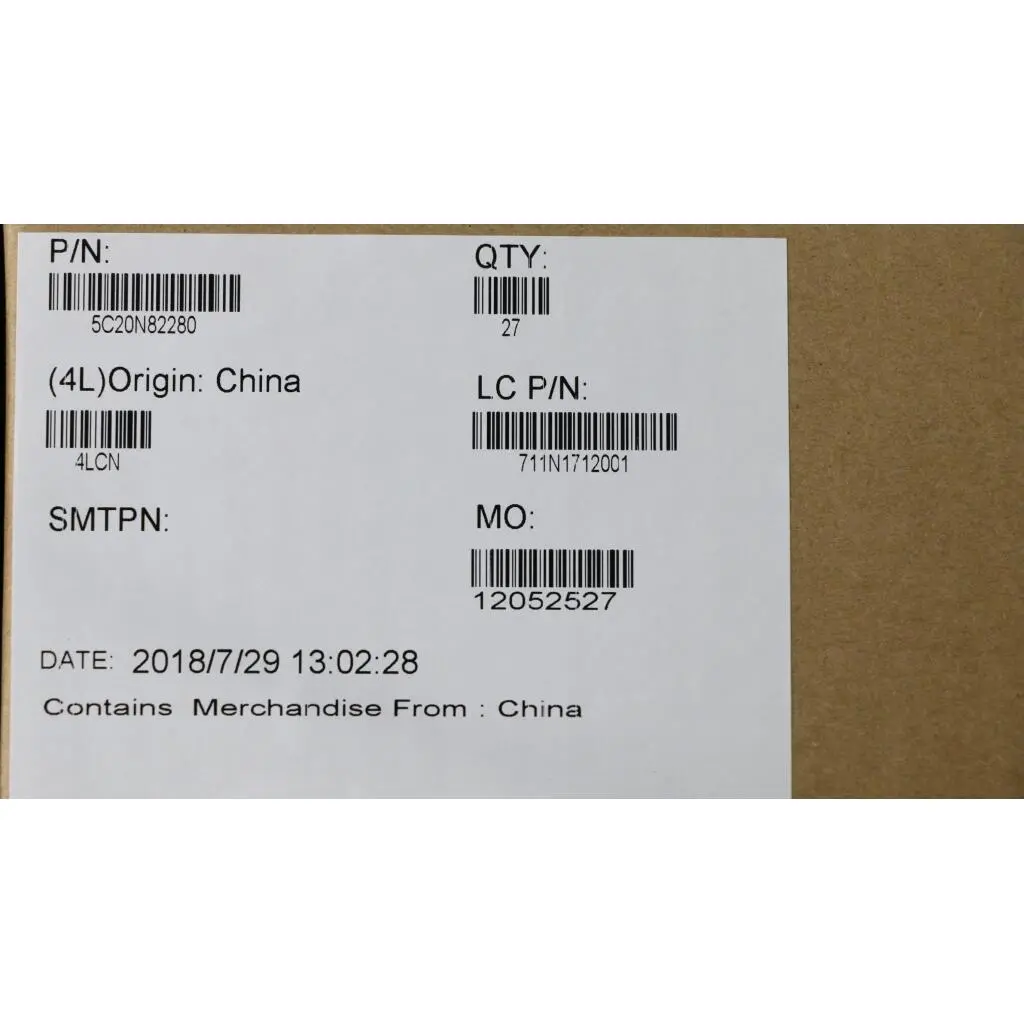 P/N:
5C20N82280
QTY:
27
(4L)Origin: China
4LCN
LC P/N:
711N1712001
SMTPN:
MO:
12052527
DATE: 2018/7/29 13:02:28
Contains Merchandise From : China